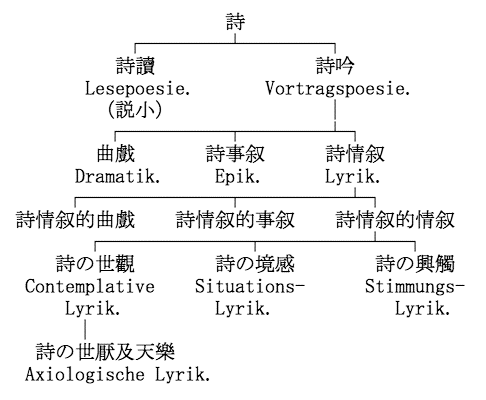 詩
詩讀 詩吟
Lesepoesie. Vortragspoesie.
(説小)
曲戲 詩事叙 詩情叙
Dramatik. Epik. Lyrik.
詩情叙的曲戲 詩情叙的事叙 詩情叙的情叙
詩の世觀 詩の境感 詩の興觸
Contemplative Situations- Stimmungs-
Lyrik. Lyrik. Lyrik.
詩の世厭及天樂
Axiologische Lyrik.